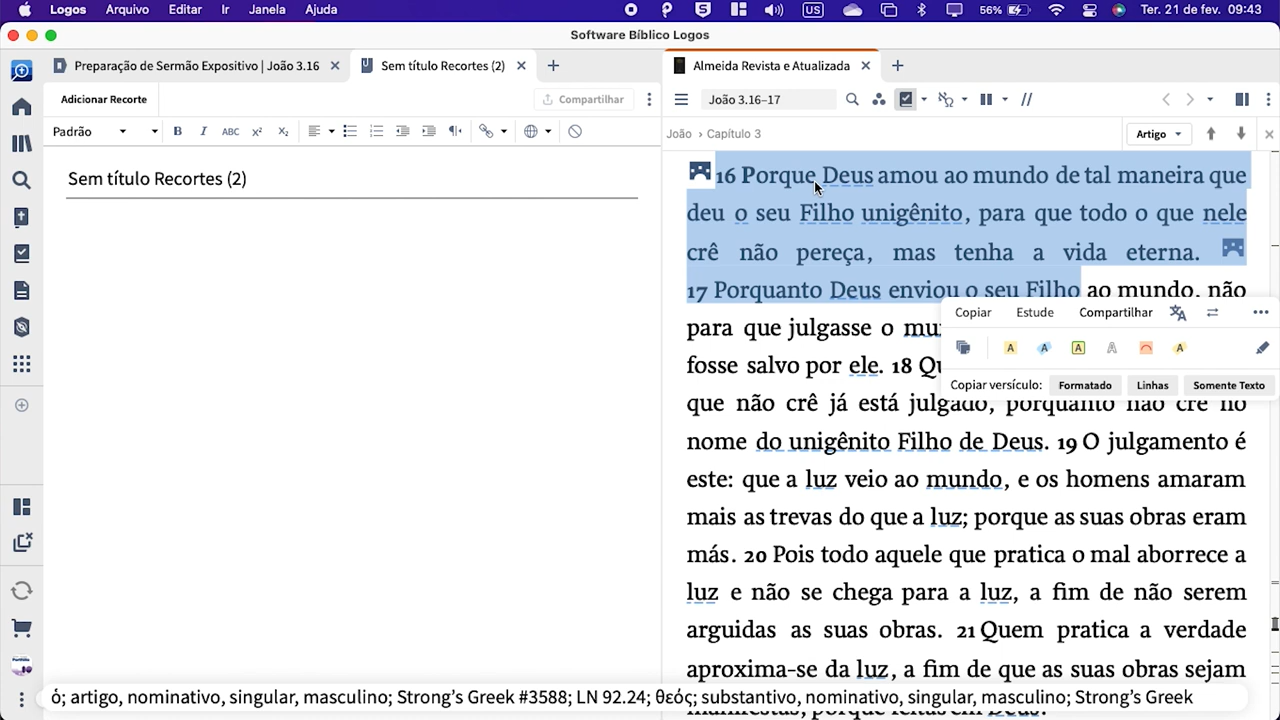 Logos Arquivo Editar Ir Janela Ajuda US 56% Ter. 21 de fev. 09:43
Software Bíblico Logos
Preparação de Sermão Expositivo | João 3.16
Sem título Recortes (2)
Almeida Revista e Atualizada
Adicionar Recorte
Compartilhar
João 3.16–17
Padrão
B I ABC x² x₂
João › Capítulo 3
Artigo
Sem título Recortes (2)
16 Porque Deus amou ao mundo de tal maneira que
deu o seu Filho unigênito, para que todo o que nele
crê não pereça, mas tenha a vida eterna.
17 Porquanto Deus enviou o seu Filho ao mundo, não
para que julgasse o
fosse salvo por ele. 18
que não crê já está julgado, porquanto não crê no
nome do unigênito Filho de Deus. 19 O julgamento é
este: que a luz veio ao mundo, e os homens amaram
mais as trevas do que a luz; porque as suas obras eram
más. 20 Pois todo aquele que pratica o mal aborrece a
luz e não se chega para a luz, a fim de não serem
arguidas as suas obras. 21 Quem pratica a verdade
aproxima-se da luz, a fim de que as suas obras sejam
manifestas, porque feitas em Deus.
Copiar Estude Compartilhar
A A A A A
Copiar versículo: Formatado Linhas Somente Texto
ὁ; artigo, nominativo, singular, masculino; Strong’s Greek #3588; LN 92.24; θεός; substantivo, nominativo, singular, masculino; Strong’s Greek